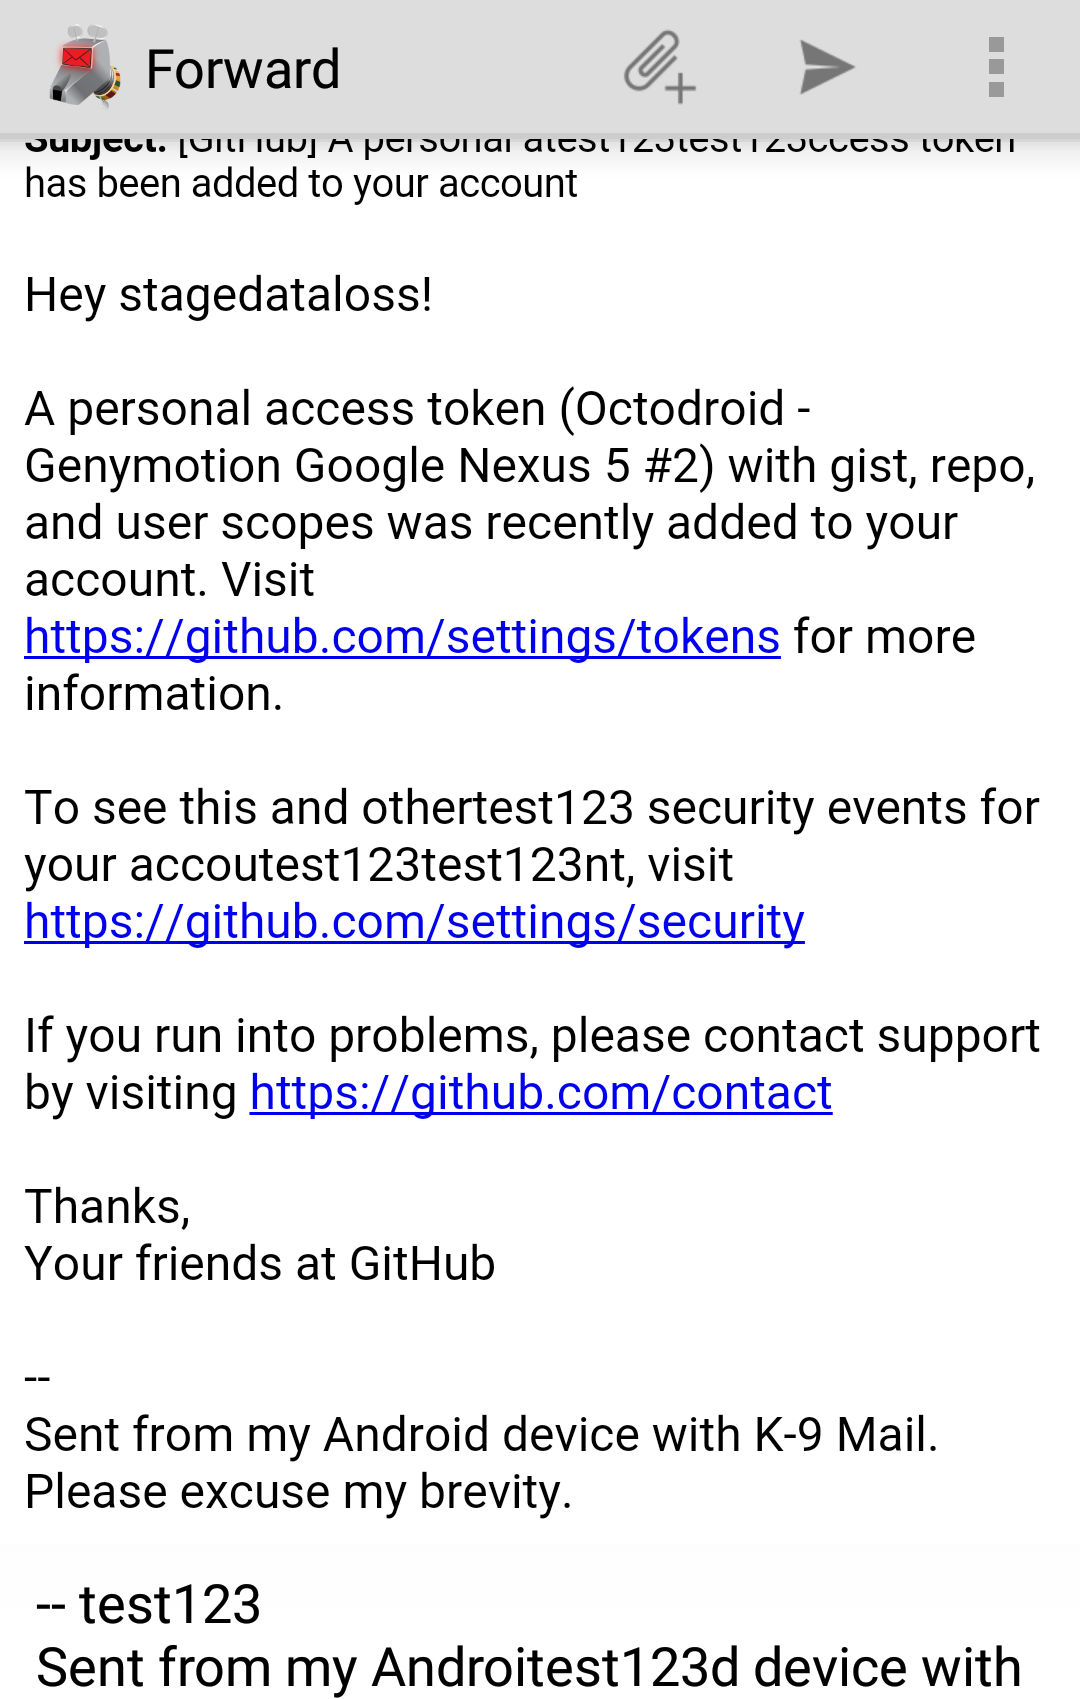 Forward
Subject: [GitHub] A personal atest123test123ccess token
has been added to your account
Hey stagedataloss!
A personal access token (Octodroid -
Genymotion Google Nexus 5 #2) with gist, repo,
and user scopes was recently added to your
account. Visit
https://github.com/settings/tokens for more
information.
To see this and othertest123 security events for
your accoutest123test123nt, visit
https://github.com/settings/security
If you run into problems, please contact support
by visiting https://github.com/contact
Thanks,
Your friends at GitHub
--
Sent from my Android device with K-9 Mail.
Please excuse my brevity.
-- test123
Sent from my Androitest123d device with